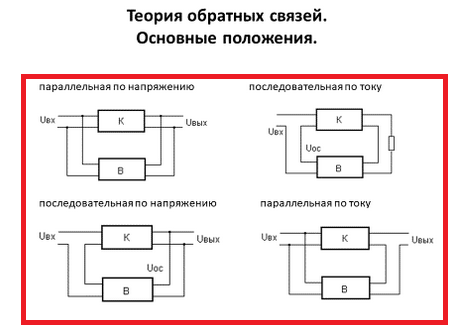 Теория обратных связей.
Основные положения.
параллельная по напряжению
последовательная по току
Uвх
K
Uвых
B
Uвх
K
Uос
B
последовательная по напряжению
параллельная по току
Uвх
K
Uвых
Uос
B
Uвх
K
Uвых
B